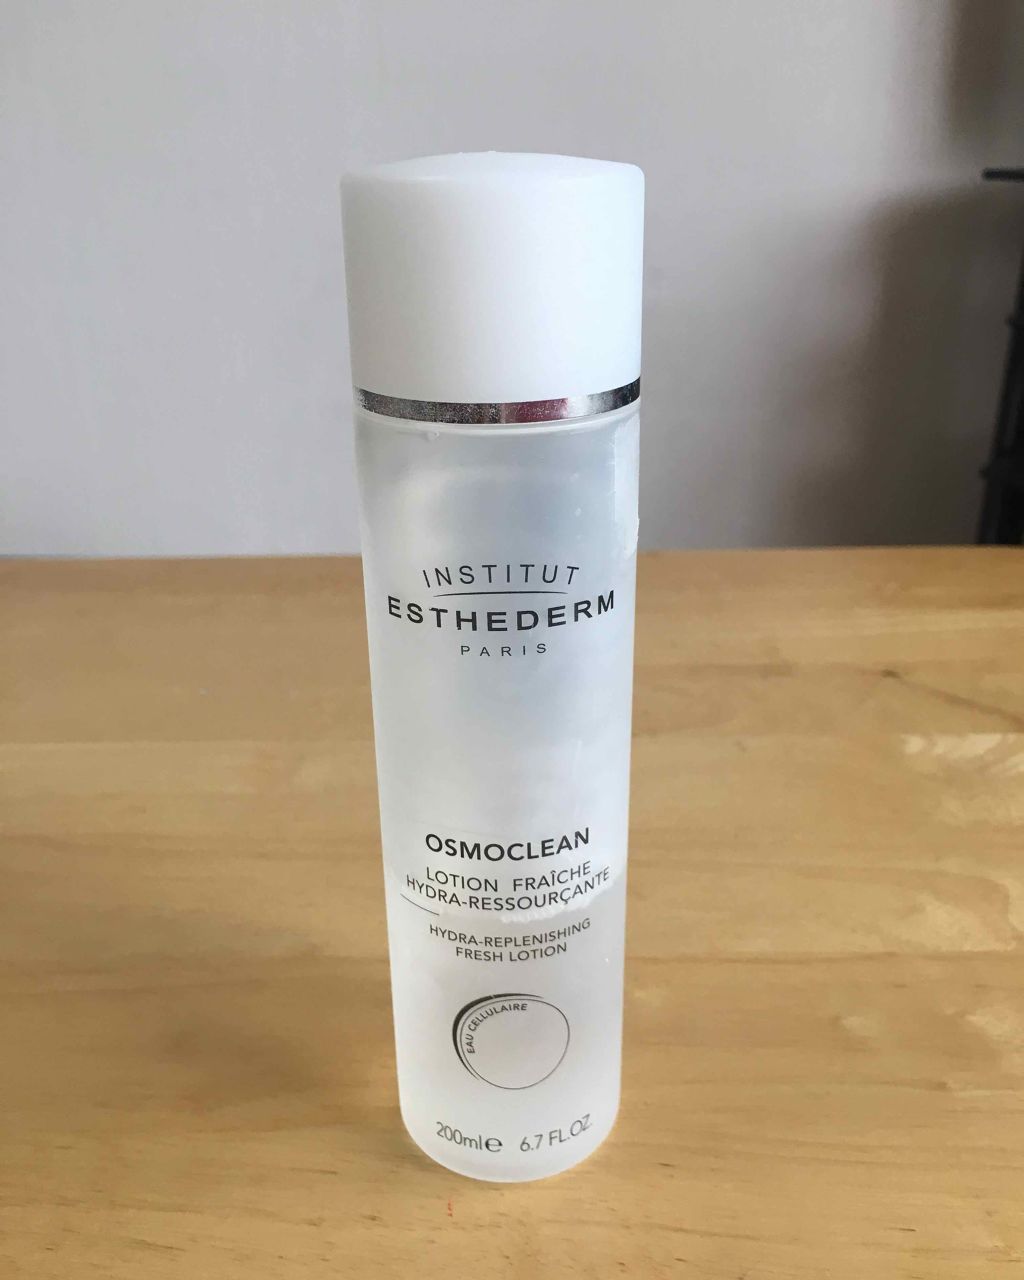 INSTITUT
ESTHEDERM
PARIS
OSMOCLEAN
LOTION FRAÎCHE
HYDRA-RESSOURÇANTE
HYDRA-REPLENISHING
FRESH LOTION
EAU CELLULAIRE
200ml℮ 6.7 FL.OZ.